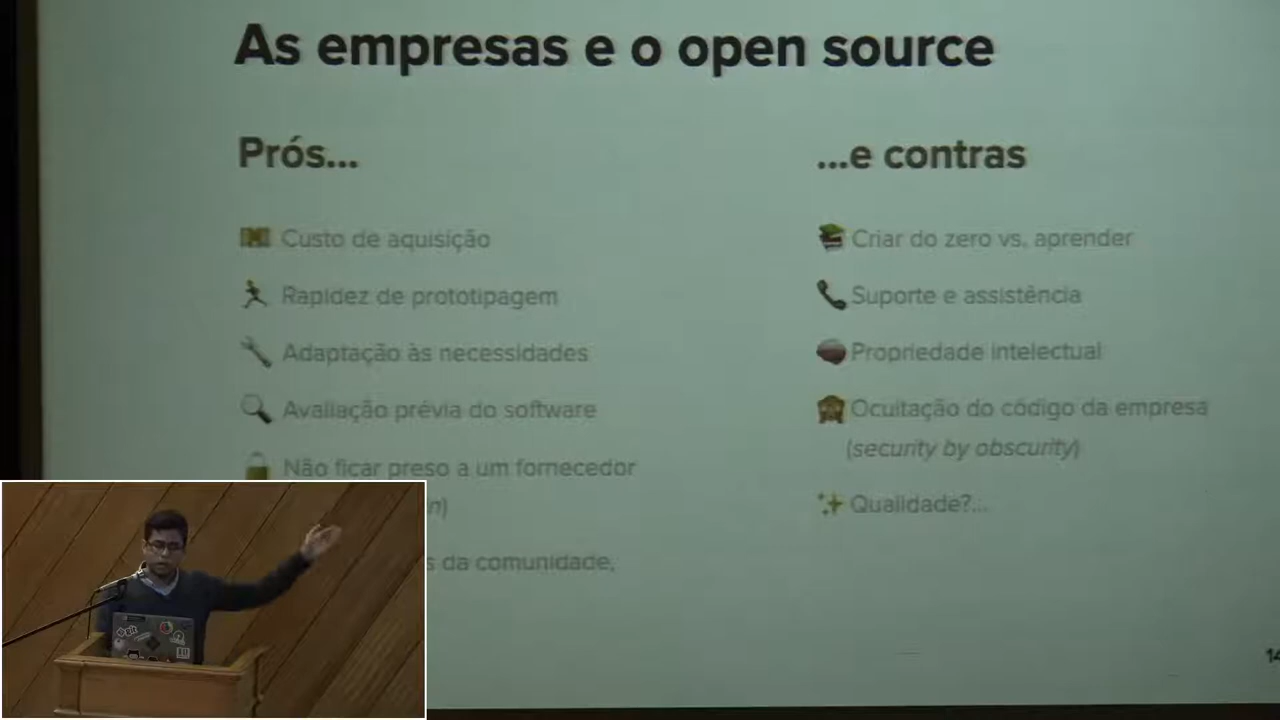 As empresas e o open source
Prós...
Custo de aquisição
Rapidez de prototipagem
Adaptação às necessidades
Avaliação prévia do software
Não ficar preso a um fornecedor
n)
s da comunidade,
...e contras
Criar do zero vs. aprender
Suporte e assistência
Propriedade intelectual
Ocultação do código da empresa
(security by obscurity)
Qualidade?...
14
git